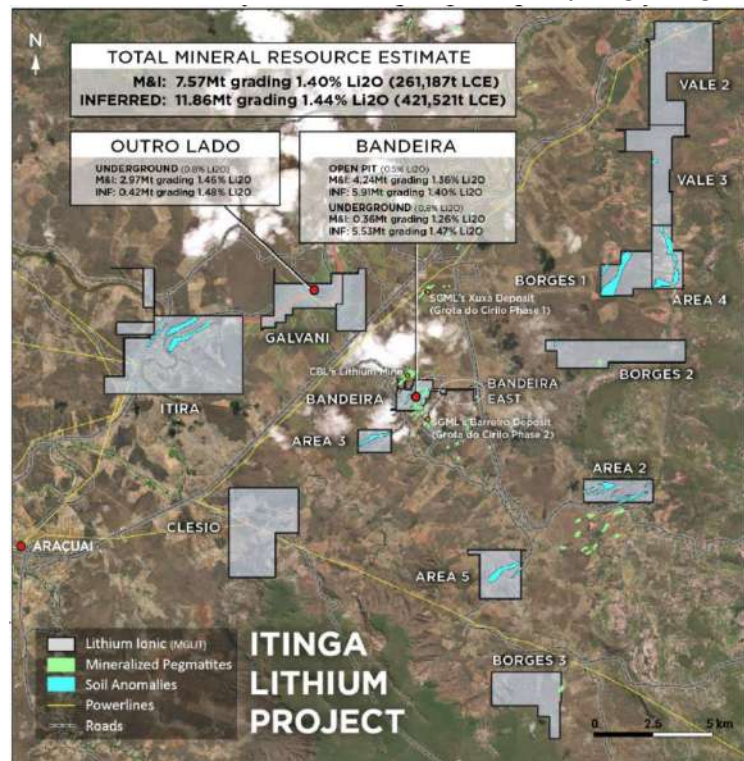 N
TOTAL MINERAL RESOURCE ESTIMATE
M&I: 7.57Mt grading 1.40% Li2O (261,187t LCE)
INFERRED: 11.86Mt grading 1.44% Li2O (421,521t LCE)
OUTRO LADO
UNDERGROUND (0.8% Li2O)
M&I: 2.97Mt grading 1.46% Li2O
INF: 0.42Mt grading 1.48% Li2O
BANDEIRA
OPEN PIT (0.5% Li2O)
M&I: 4.24Mt grading 1.36% Li2O
INF: 5.91Mt grading 1.40% Li2O
UNDERGROUND (0.8% Li2O)
M&I: 0.36Mt grading 1.26% Li2O
INF: 5.53Mt grading 1.47% Li2O
VALE 2
VALE 3
BORGES 1
AREA 4
SGML's Xuxa Deposit
(Grota do Cirilo Phase 1)
GALVANI
ITIRA
BORGES 2
CBL's Lithium Mine
BANDEIRA
BANDEIRA
EAST
SGML's Barreiro Deposit
(Grota do Cirilo Phase 2)
AREA 3
AREA 2
CLESIO
ARACUAI
AREA 5
Lithium Ionic (MGLIT)
Mineralized Pegmatites
Soil Anomalies
Powerlines
Roads
ITINGA
LITHIUM
PROJECT
BORGES 3
0 2.5 5 km